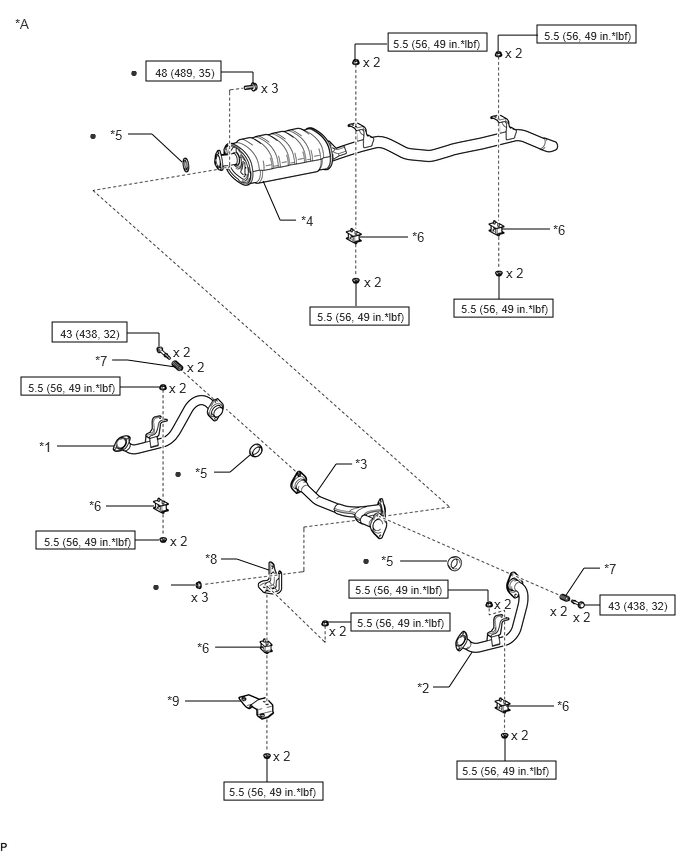 *A
5.5 (56, 49 in.*lbf)
5.5 (56, 49 in.*lbf)
x 2
x 2
48 (489, 35)
x 3
*5
*4
*6
*6
x 2
x 2
5.5 (56, 49 in.*lbf)
5.5 (56, 49 in.*lbf)
43 (438, 32)
x 2
*7
x 2
5.5 (56, 49 in.*lbf)
x 2
*1
*5
*3
*6
5.5 (56, 49 in.*lbf)
x 2
*8
*5
*7
x 3
5.5 (56, 49 in.*lbf)
x 2
x 2
x 2
43 (438, 32)
5.5 (56, 49 in.*lbf)
x 2
*6
*2
*9
*6
x 2
x 2
5.5 (56, 49 in.*lbf)
5.5 (56, 49 in.*lbf)
P